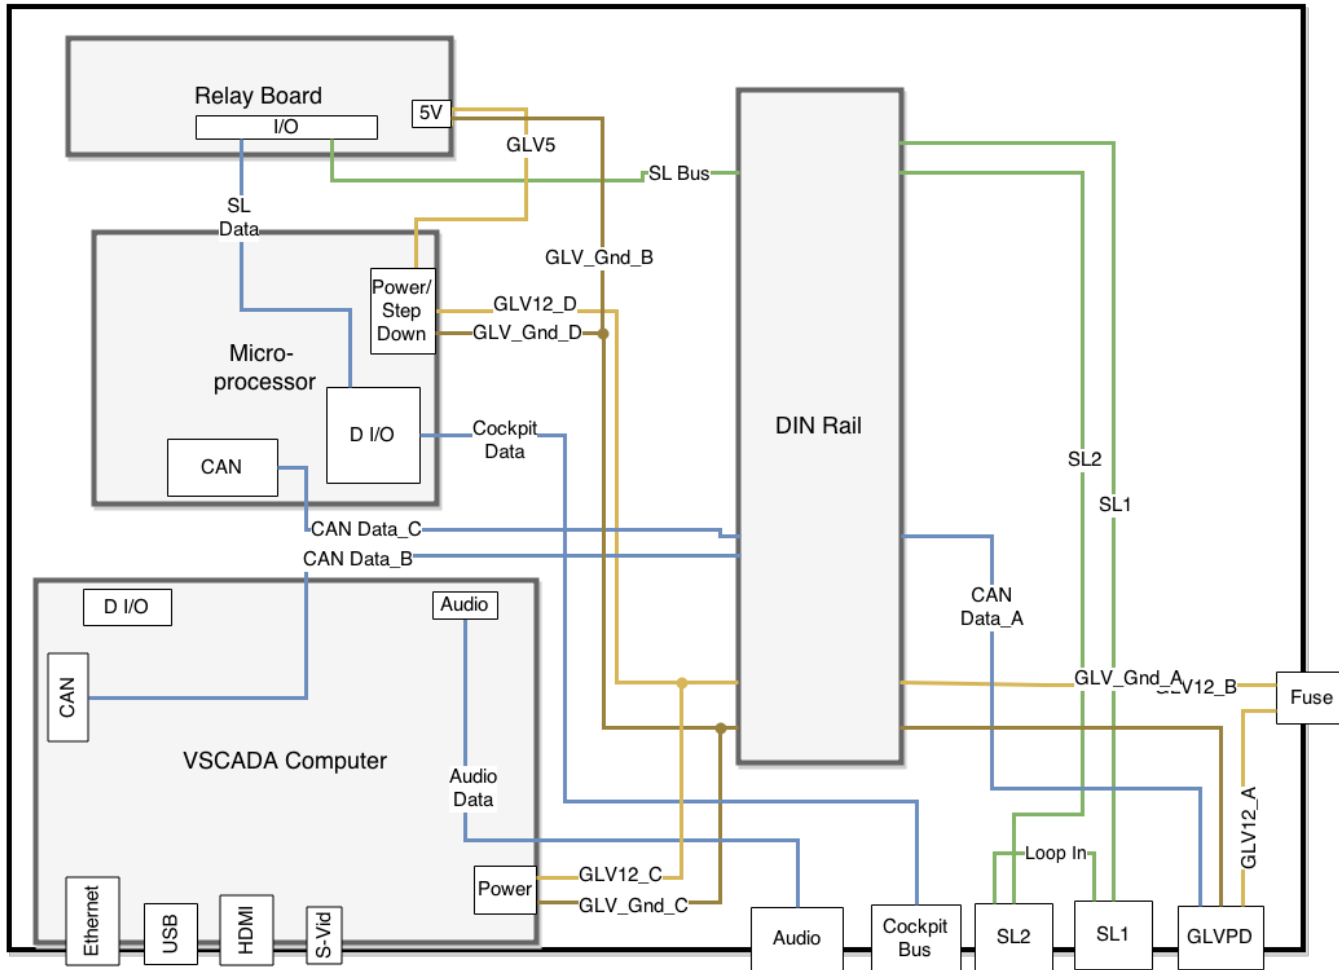 Relay Board
I/O
5V
GLV5
SL Bus
SL
Data
GLV_Gnd_B
Power/
Step
Down
GLV12_D
GLV_Gnd_D
Micro-
processor
D I/O
Cockpit
Data
CAN
CAN Data_C
CAN Data_B
DIN Rail
SL2
SL1
CAN
Data_A
D I/O
Audio
CAN
VSCADA Computer
Audio
Data
GLV_Gnd_A
GLV12_B
Fuse
GLV12_A
Loop In
Power
GLV12_C
GLV_Gnd_C
Ethernet
USB
HDMI
S-Vid
Audio
Cockpit
Bus
SL2
SL1
GLVPD